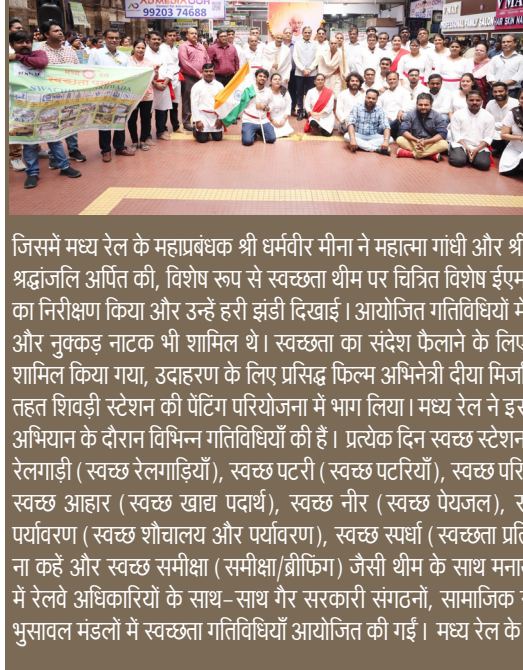 ADMEDIA OOH
99203 74688
जिसमें मध्य रेल के महाप्रबंधक श्री धर्मवीर मीना ने महात्मा गांधी और श्री
श्रद्धांजलि अर्पित की, विशेष रूप से स्वच्छता थीम पर चित्रित विशेष ईएम
का निरीक्षण किया और उन्हें हरी झंडी दिखाई। आयोजित गतिविधियों में
और नुक्कड़ नाटक भी शामिल थे। स्वच्छता का संदेश फैलाने के लिए
शामिल किया गया, उदाहरण के लिए प्रसिद्ध फिल्म अभिनेत्री दीया मिर्जा
तहत शिवड़ी स्टेशन की पेंटिंग परियोजना में भाग लिया। मध्य रेल ने इस
अभियान के दौरान विभिन्न गतिविधियाँ की हैं। प्रत्येक दिन स्वच्छ स्टेशन
रेलगाड़ी (स्वच्छ रेलगाड़ियाँ), स्वच्छ पटरी (स्वच्छ पटरियाँ), स्वच्छ परि
स्वच्छ आहार (स्वच्छ खाद्य पदार्थ), स्वच्छ नीर (स्वच्छ पेयजल),
पर्यावरण (स्वच्छ शौचालय और पर्यावरण), स्वच्छ स्पर्धा (स्वच्छता प्रति
ना कहें और स्वच्छ समीक्षा (समीक्षा/ब्रीफिंग) जैसी थीम के साथ मना
में रेलवे अधिकारियों के साथ-साथ गैर सरकारी संगठनों, सामाजिक
भुसावल मंडलों में स्वच्छता गतिविधियाँ आयोजित की गईं। मध्य रेल के